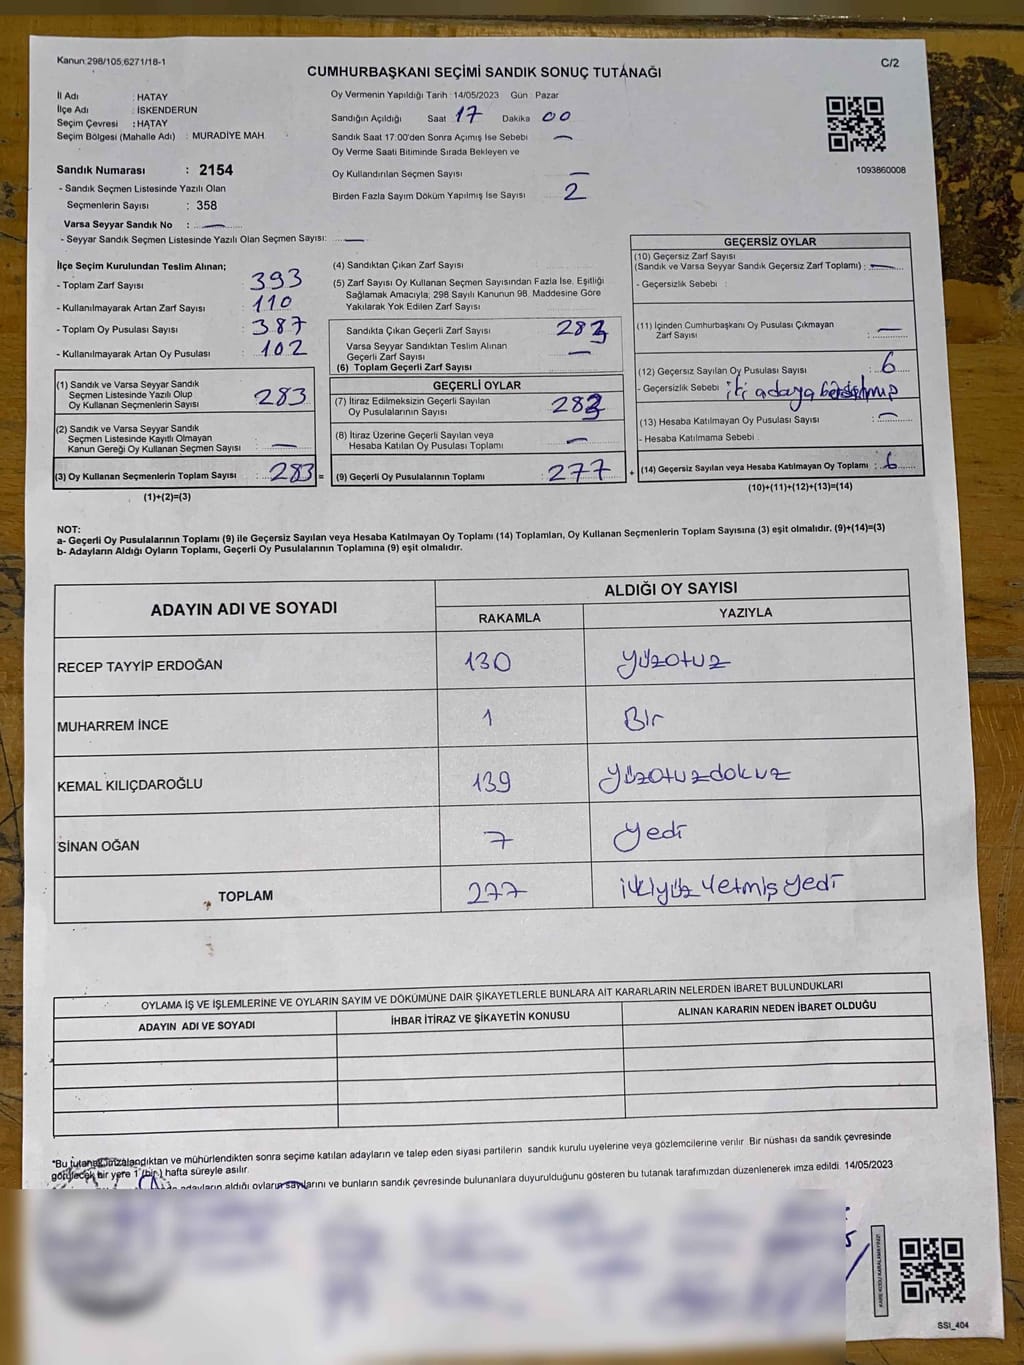 Kanun:298/105;6271/18-1
C/2
CUMHURBAŞKANI SEÇİMİ SANDIK SONUÇ TUTANAĞI
İl Adı : HATAY
İlçe Adı : İSKENDERUN
Seçim Çevresi : HATAY
Seçim Bölgesi (Mahalle Adı) : MURADİYE MAH.
Sandık Numarası : 2154
- Sandık Seçmen Listesinde Yazılı Olan
Seçmenlerin Sayısı : 358
Varsa Seyyar Sandık No : —
- Seyyar Sandık Seçmen Listesinde Yazılı Olan Seçmen Sayısı: —
Oy Vermenin Yapıldığı Tarih :14/05/2023 Gün : Pazar
Sandığın Açıldığı Saat 17 Dakika 00
Sandık Saat 17:00'den Sonra Açımış İse Sebebi —
Oy Verme Saati Bitiminde Sırada Bekleyen ve
Oy Kullandırılan Seçmen Sayısı —
Birden Fazla Sayım Döküm Yapılmış İse Sayısı 2
1093860008
İlçe Seçim Kurulundan Teslim Alınan;
- Toplam Zarf Sayısı : 393
- Kullanılmayarak Artan Zarf Sayısı : 110
- Toplam Oy Pusulası Sayısı : 387
- Kullanılmayarak Artan Oy Pusulası : 102
(1) Sandık ve Varsa Seyyar Sandık
Seçmen Listesinde Yazılı Olup
Oy Kullanan Seçmenlerin Sayısı : 283
(2) Sandık ve Varsa Seyyar Sandık
Seçmen Listesinde Kayıtlı Olmayan
Kanun Gereği Oy Kullanan Seçmen Sayısı : —
(3) Oy Kullanan Seçmenlerin Toplam Sayısı : 283 =
(1)+(2)=(3)
(4) Sandıktan Çıkan Zarf Sayısı
(5) Zarf Sayısı Oy Kullanan Seçmen Sayısından Fazla İse, Eşitliği
Sağlamak Amacıyla; 298 Sayılı Kanunun 98. Maddesine Göre
Yakılarak Yok Edilen Zarf Sayısı
Sandıkta Çıkan Geçerli Zarf Sayısı 283
Varsa Seyyar Sandıktan Teslim Alınan
Geçerli Zarf Sayısı —
(6) Toplam Geçerli Zarf Sayısı
GEÇERLİ OYLAR
(7) İtiraz Edilmeksizin Geçerli Sayılan
Oy Pusulalarının Sayısı : 283
(8) İtiraz Üzerine Geçerli Sayılan veya
Hesaba Katılan Oy Pusulası Toplamı : —
(9) Geçerli Oy Pusulalarının Toplamı : 277 +
GEÇERSİZ OYLAR
(10) Geçersiz Zarf Sayısı
(Sandık ve Varsa Seyyar Sandık Geçersiz Zarf Toplamı) : —
- Geçersizlik Sebebi :
(11) İçinden Cumhurbaşkanı Oy Pusulası Çıkmayan
Zarf Sayısı : —
(12) Geçersiz Sayılan Oy Pusulası Sayısı : 6
- Geçersizlik Sebebi : iki adaya
(13) Hesaba Katılmayan Oy Pusulası Sayısı : —
- Hesaba Katılmama Sebebi :
(14) Geçersiz Sayılan veya Hesaba Katılmayan Oy Toplamı : 6
(10)+(11)+(12)+(13)=(14)
NOT:
a- Geçerli Oy Pusulalarının Toplamı (9) ile Geçersiz Sayılan veya Hesaba Katılmayan Oy Toplamı (14) Toplamları, Oy Kullanan Seçmenlerin Toplam Sayısına (3) eşit olmalıdır. (9)+(14)=(3)
b- Adayların Aldığı Oyların Toplamı, Geçerli Oy Pusulalarının Toplamına (9) eşit olmalıdır.
ADAYIN ADI VE SOYADI
ALDIĞI OY SAYISI
RAKAMLA YAZIYLA
RECEP TAYYİP ERDOĞAN 130 yüzotuz
MUHARREM İNCE 1 Bir
KEMAL KILIÇDAROĞLU 139 yüzotuzdokuz
SİNAN OĞAN 7 yedi
TOPLAM 277 ikiyüz yetmiş yedi
OYLAMA İŞ VE İŞLEMLERİNE VE OYLARIN SAYIM VE DÖKÜMÜNE DAİR ŞİKAYETLERLE BUNLARA AİT KARARLARIN NELERDEN İBARET BULUNDUKLARI
ADAYIN ADI VE SOYADI İHBAR İTİRAZ VE ŞİKAYETİN KONUSU ALINAN KARARIN NEDEN İBARET OLDUĞU
*Bu tutanak imzalandıktan ve mühürlendikten sonra seçime katılan adayların ve talep eden siyasi partilerin sandık kurulu uyelerine veya gözlemcilerine verilir. Bir nüshası da sandık çevresinde
görülecek bir yere 1 (bir) hafta süreyle asılır.
adayların aldığı oyların sayılarını ve bunların sandık çevresinde bulunanlara duyurulduğunu gösteren bu tutanak tarafımızdan düzenlenerek imza edildi. 14/05/2023
SSI_404